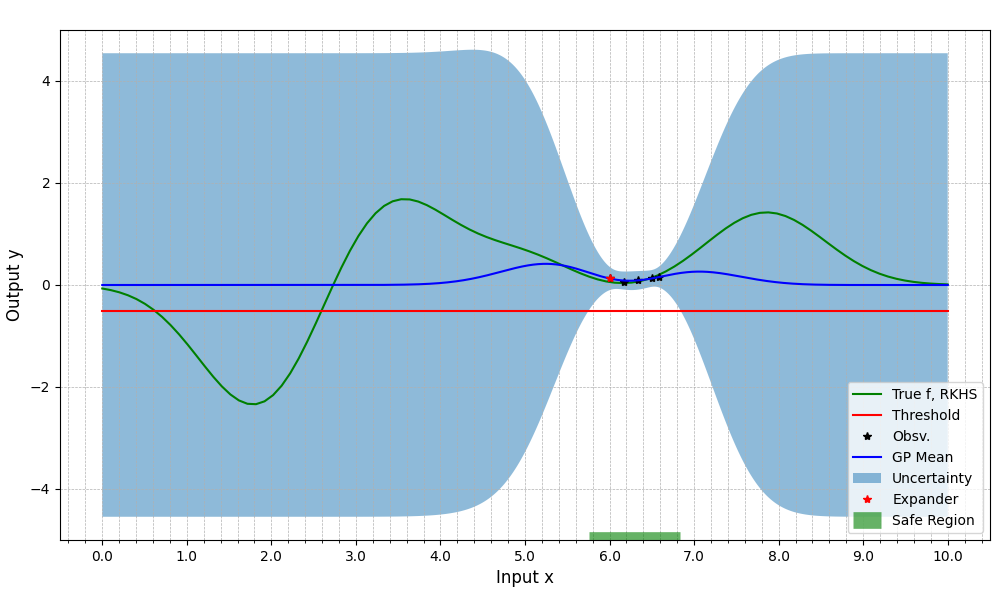 Output y
4
2
0
−2
−4
0.0 1.0 2.0 3.0 4.0 5.0 6.0 7.0 8.0 9.0 10.0
Input x
True f, RKHS
Threshold
Obsv.
GP Mean
Uncertainty
Expander
Safe Region